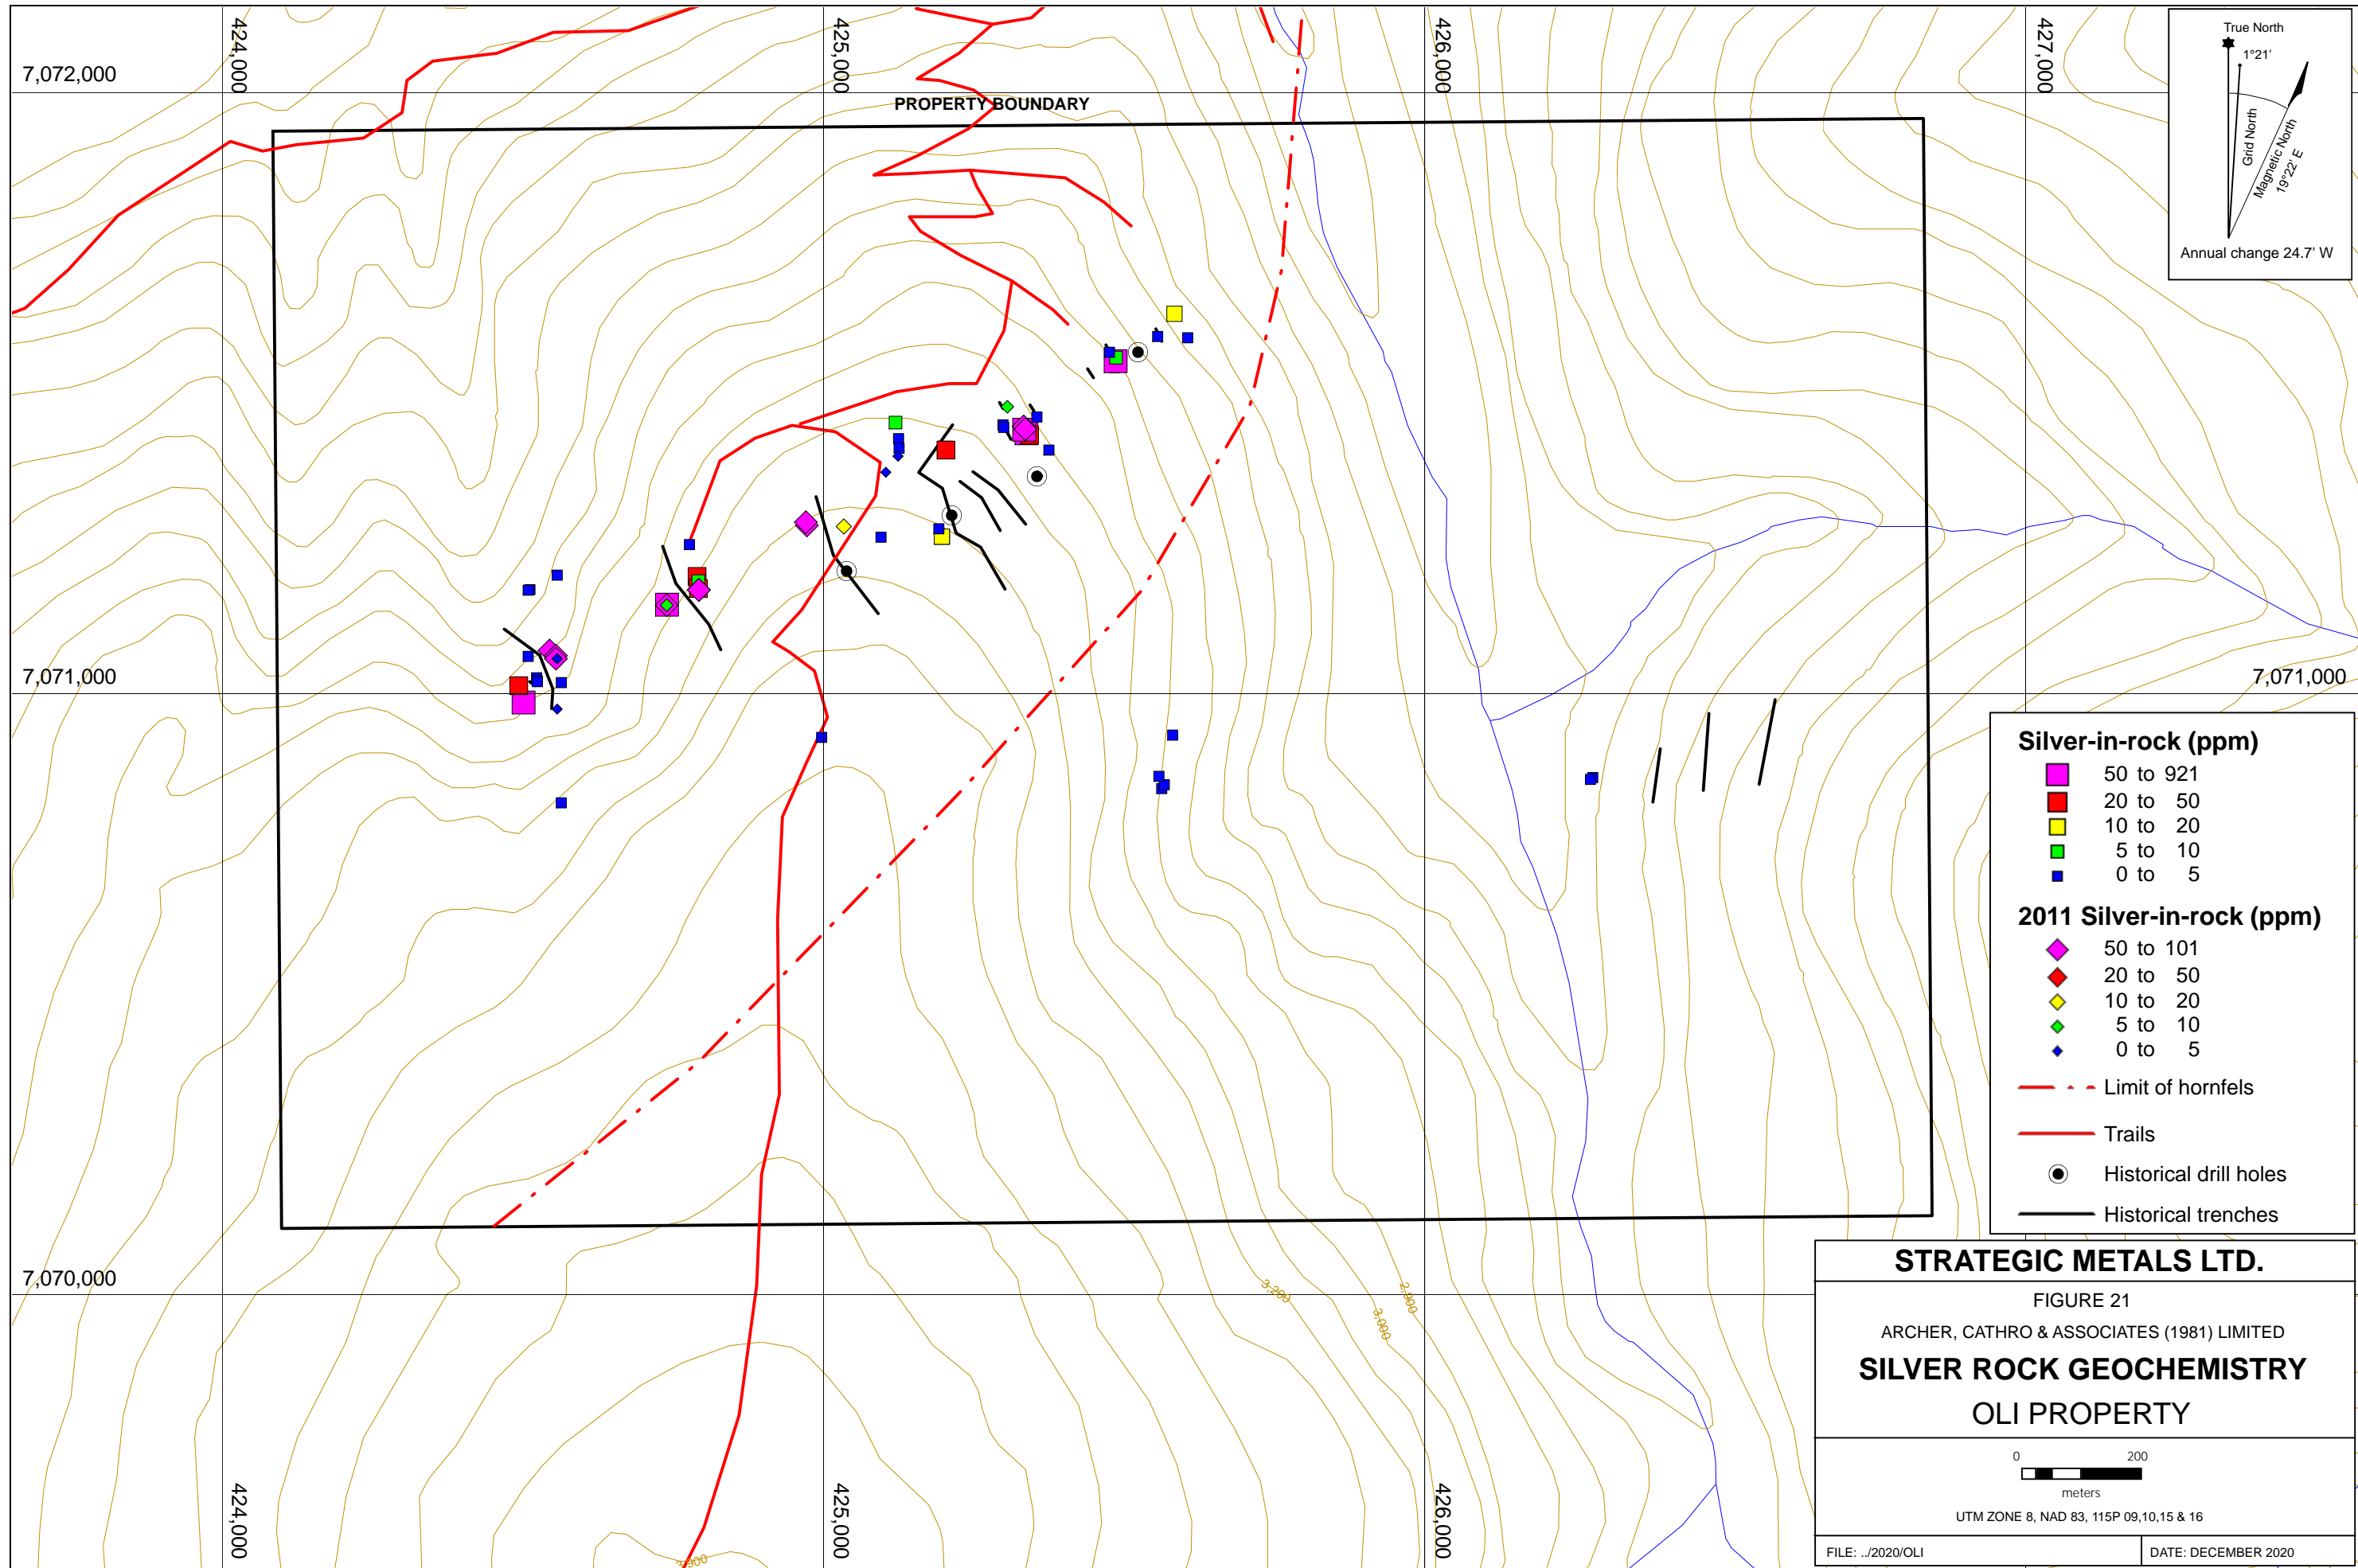 424,000
425,000
426,000
427,000
7,072,000
PROPERTY BOUNDARY
True North
1°21'
Grid North
Magnetic North
19°22' E
Annual change 24.7' W
7,071,000
7,071,000
Silver-in-rock (ppm)
50 to 921
20 to 50
10 to 20
5 to 10
0 to 5
2011 Silver-in-rock (ppm)
50 to 101
20 to 50
10 to 20
5 to 10
0 to 5
Limit of hornfels
Trails
Historical drill holes
Historical trenches
7,070,000
3,200
3,000
2,900
424,000
425,000
426,000
STRATEGIC METALS LTD.
FIGURE 21
ARCHER, CATHRO & ASSOCIATES (1981) LIMITED
SILVER ROCK GEOCHEMISTRY
OLI PROPERTY
0 200
meters
UTM ZONE 8, NAD 83, 115P 09,10,15 & 16
FILE: ../2020/OLI
DATE: DECEMBER 2020